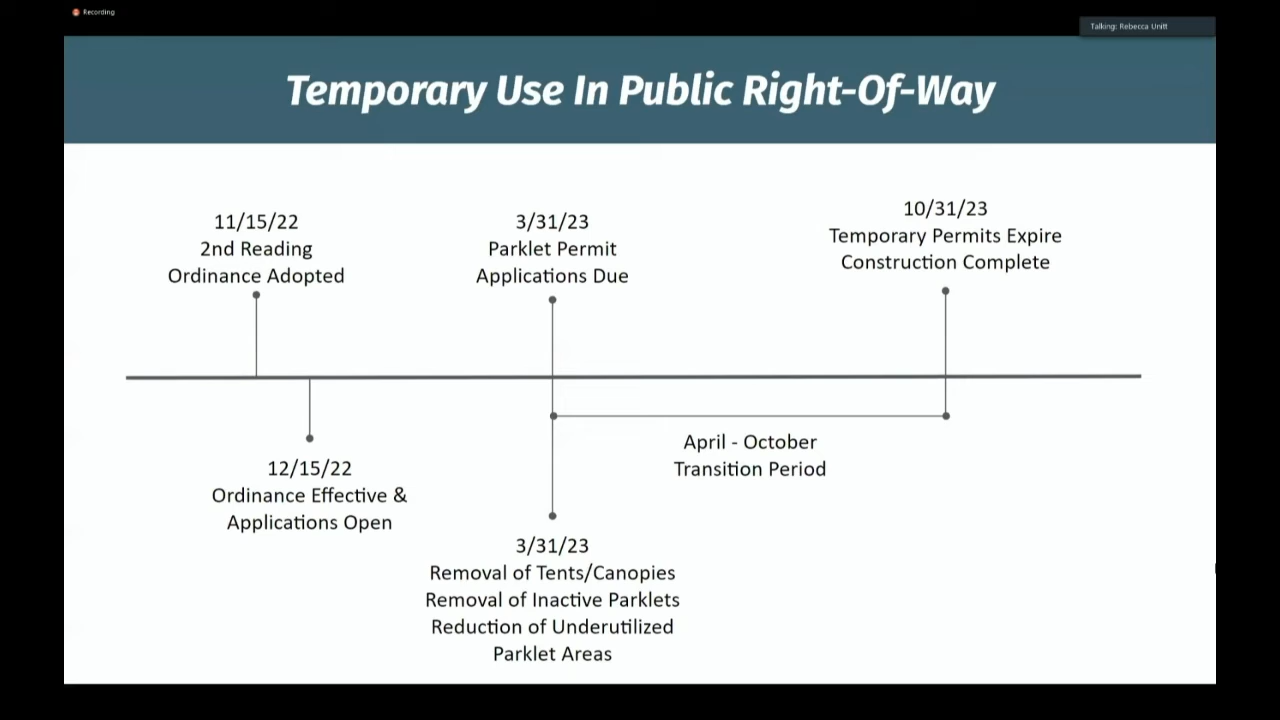 Recording
Talking: Rebecca Unitt
Temporary Use In Public Right-Of-Way
11/15/22
2nd Reading
Ordinance Adopted
3/31/23
Parklet Permit
Applications Due
10/31/23
Temporary Permits Expire
Construction Complete
12/15/22
Ordinance Effective &
Applications Open
April - October
Transition Period
3/31/23
Removal of Tents/Canopies
Removal of Inactive Parklets
Reduction of Underutilized
Parklet Areas